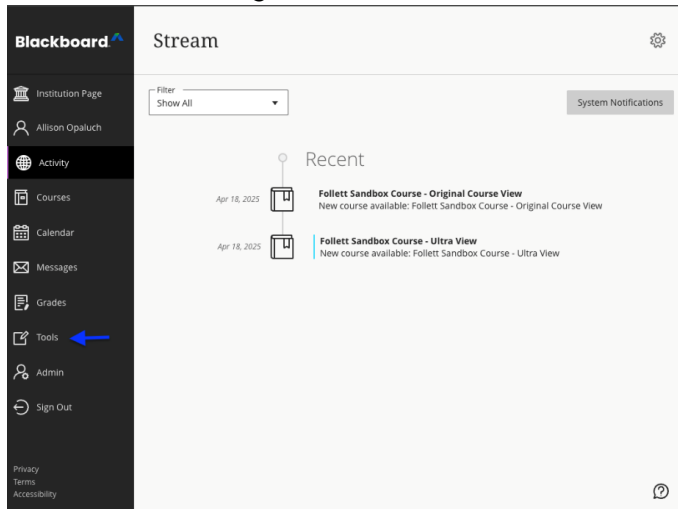 Blackboard
Institution Page
Allison Opaluch
Activity
Courses
Calendar
Messages
Grades
Tools
Admin
Sign Out
Privacy
Terms
Accessibility
Stream
Filter
Show All
System Notifications
Recent
Apr 18, 2025
Follett Sandbox Course - Original Course View
New course available: Follett Sandbox Course - Original Course View
Apr 18, 2025
Follett Sandbox Course - Ultra View
New course available: Follett Sandbox Course - Ultra View